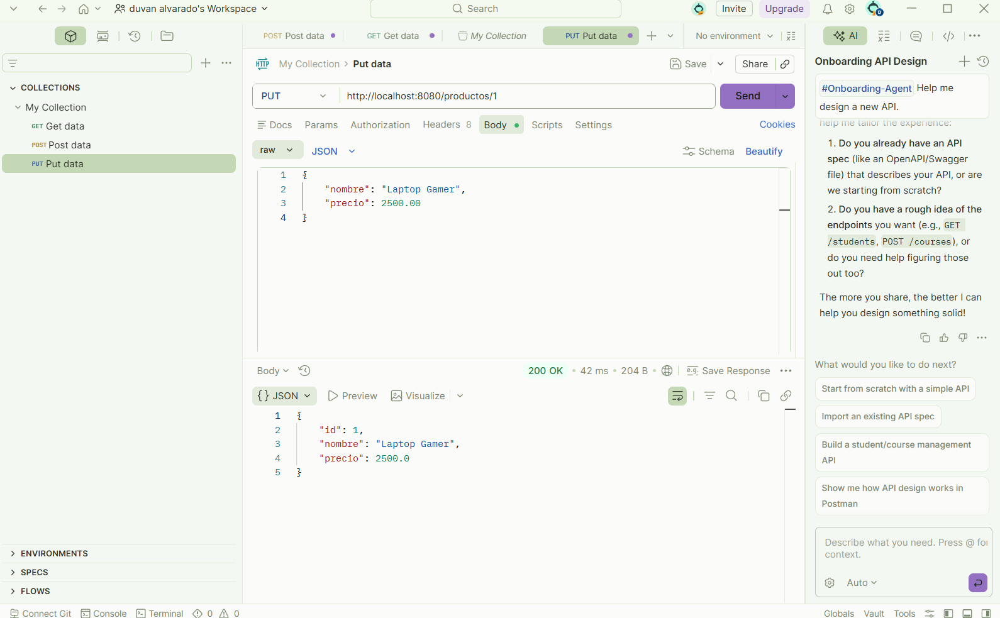 duvan alvarado's Workspace
Search
Invite
Upgrade
POST Post data
GET Get data
My Collection
PUT Put data
No environment
AI
My Collection > Put data
Save
Share
PUT
http://localhost:8080/productos/1
Send
Docs
Params
Authorization
Headers 8
Body
Scripts
Settings
Cookies
raw
JSON
Schema
Beautify
1 {
2 "nombre": "Laptop Gamer",
3 "precio": 2500.00
4 }
COLLECTIONS
My Collection
GET Get data
POST Post data
PUT Put data
ENVIRONMENTS
SPECS
FLOWS
Body
200 OK • 42 ms • 204 B •
e.g. Save Response
{} JSON
Preview
Visualize
1 {
2 "id": 1,
3 "nombre": "Laptop Gamer",
4 "precio": 2500.0
5 }
Onboarding API Design
#Onboarding-Agent Help me
design a new API.
help me tailor the experience:
1. Do you already have an API
spec (like an OpenAPI/Swagger
file) that describes your API, or are
we starting from scratch?
2. Do you have a rough idea of the
endpoints you want (e.g., GET
/students, POST /courses), or
do you need help figuring those
out too?
The more you share, the better I can
help you design something solid!
What would you like to do next?
Start from scratch with a simple API
Import an existing API spec
Build a student/course management
API
Show me how API design works in
Postman
Describe what you need. Press @ for
context.
Auto
Connect Git
Console
Terminal
0
0
Globals
Vault
Tools